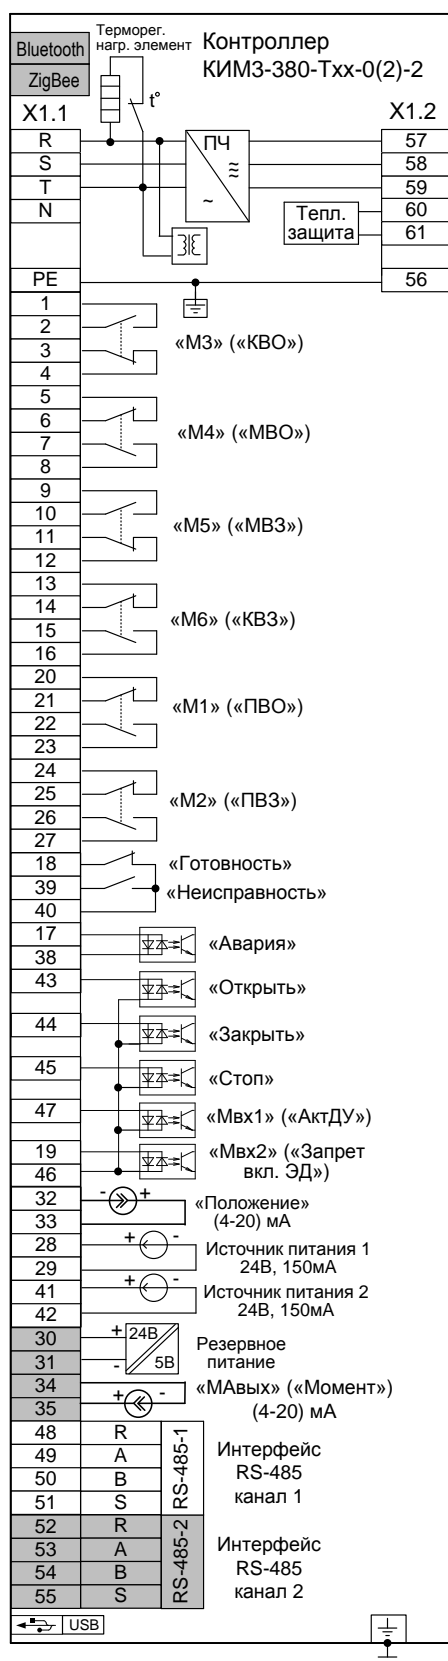 Bluetooth
ZigBee
Терморег.
нагр. элемент
t°
Контроллер
КИМ3-380-Тхх-0(2)-2
X1.1
X1.2
R
S
T
N
PE
ПЧ
≈
~
57
58
59
60
61
56
Тепл.
защита
1
2
3
4
«М3» («КВО»)
5
6
7
8
«М4» («МВО»)
9
10
11
12
«М5» («МВЗ»)
13
14
15
16
«М6» («КВЗ»)
20
21
22
23
«М1» («ПВО»)
24
25
26
27
«М2» («ПВЗ»)
18
39
40
«Готовность»
«Неисправность»
17
38
«Авария»
43
«Открыть»
44
«Закрыть»
45
«Стоп»
47
«Мвх1» («АктДУ»)
19
46
«Мвх2» («Запрет
вкл. ЭД»)
32
33
- +
«Положение»
(4-20) мА
28
29
+ -
Источник питания 1
24В, 150мА
41
42
+ -
Источник питания 2
24В, 150мА
30
31
+
-
24В
5В
Резервное
питание
34
35
+ -
«МАвых» («Момент»)
(4-20) мА
48 R
49 A
50 B
51 S
RS-485-1
Интерфейс
RS-485
канал 1
52 R
53 A
54 B
55 S
RS-485-2
Интерфейс
RS-485
канал 2
USB